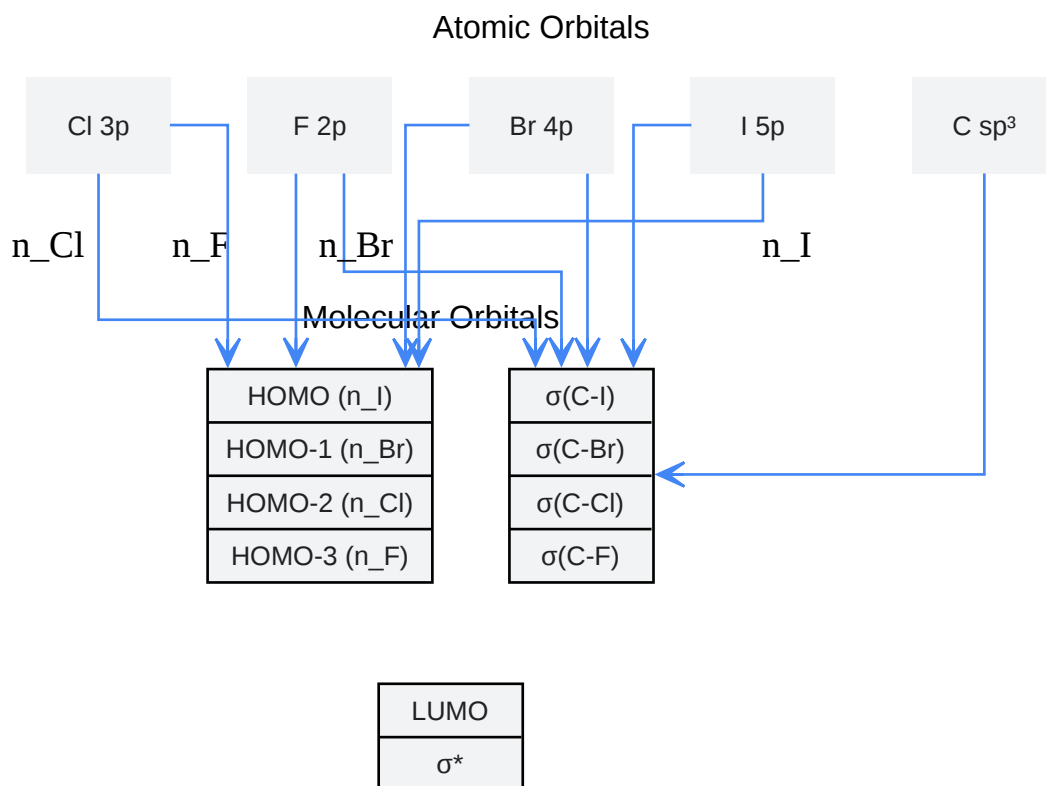 Atomic Orbitals
Cl 3p
F 2p
Br 4p
I 5p
C sp³
n_Cl
n_F
n_Br
n_I
Molecular Orbitals
HOMO (n_I)
σ(C-I)
HOMO-1 (n_Br)
σ(C-Br)
HOMO-2 (n_Cl)
σ(C-Cl)
HOMO-3 (n_F)
σ(C-F)
LUMO
σ*